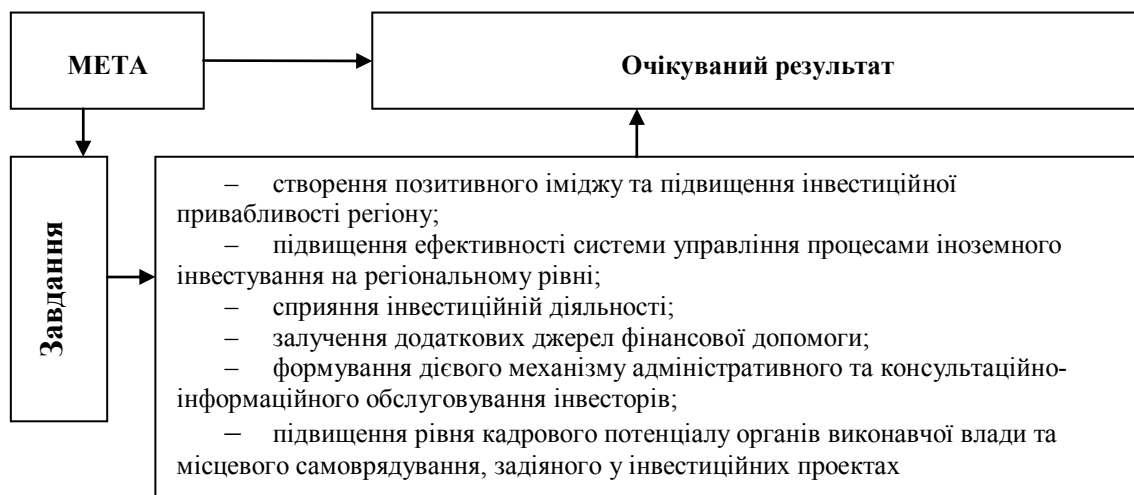 МЕТА
Очікуваний результат
Завдання
– створення позитивного іміджу та підвищення інвестиційної
привабливості регіону;
– підвищення ефективності системи управління процесами іноземного
інвестування на регіональному рівні;
– сприяння інвестиційній діяльності;
– залучення додаткових джерел фінансової допомоги;
– формування дієвого механізму адміністративного та консультаційно-
інформаційного обслуговування інвесторів;
– підвищення рівня кадрового потенціалу органів виконавчої влади та
місцевого самоврядування, задіяного у інвестиційних проектах